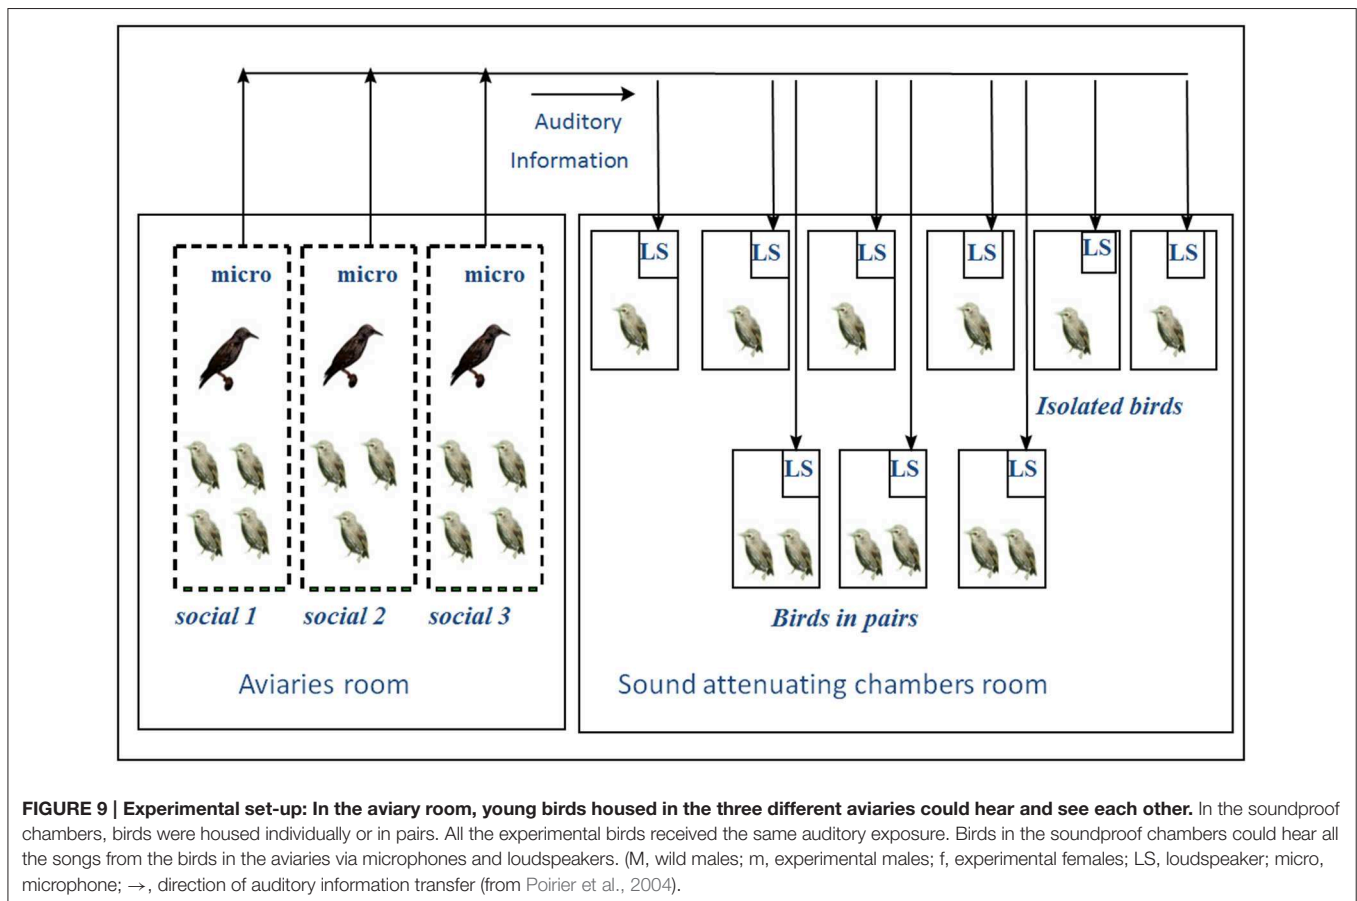 Auditory
Information
micro micro micro
LS LS LS LS LS LS
Isolated birds
LS LS LS
social 1 social 2 social 3
Birds in pairs
Aviaries room
Sound attenuating chambers room
FIGURE 9 | Experimental set-up: In the aviary room, young birds housed in the three different aviaries could hear and see each other. In the soundproof
chambers, birds were housed individually or in pairs. All the experimental birds received the same auditory exposure. Birds in the soundproof chambers could hear all
the songs from the birds in the aviaries via microphones and loudspeakers. (M, wild males; m, experimental males; f, experimental females; LS, loudspeaker; micro,
microphone; →, direction of auditory information transfer (from Poirier et al., 2004).